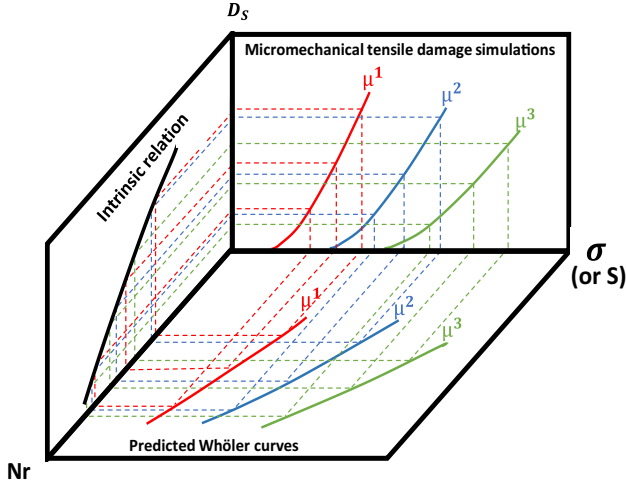 D_S
Micromechanical tensile damage simulations
μ¹
μ²
μ³
Intrinsic relation
σ
(or S)
μ¹
μ²
μ³
Predicted Whöler curves
Nr